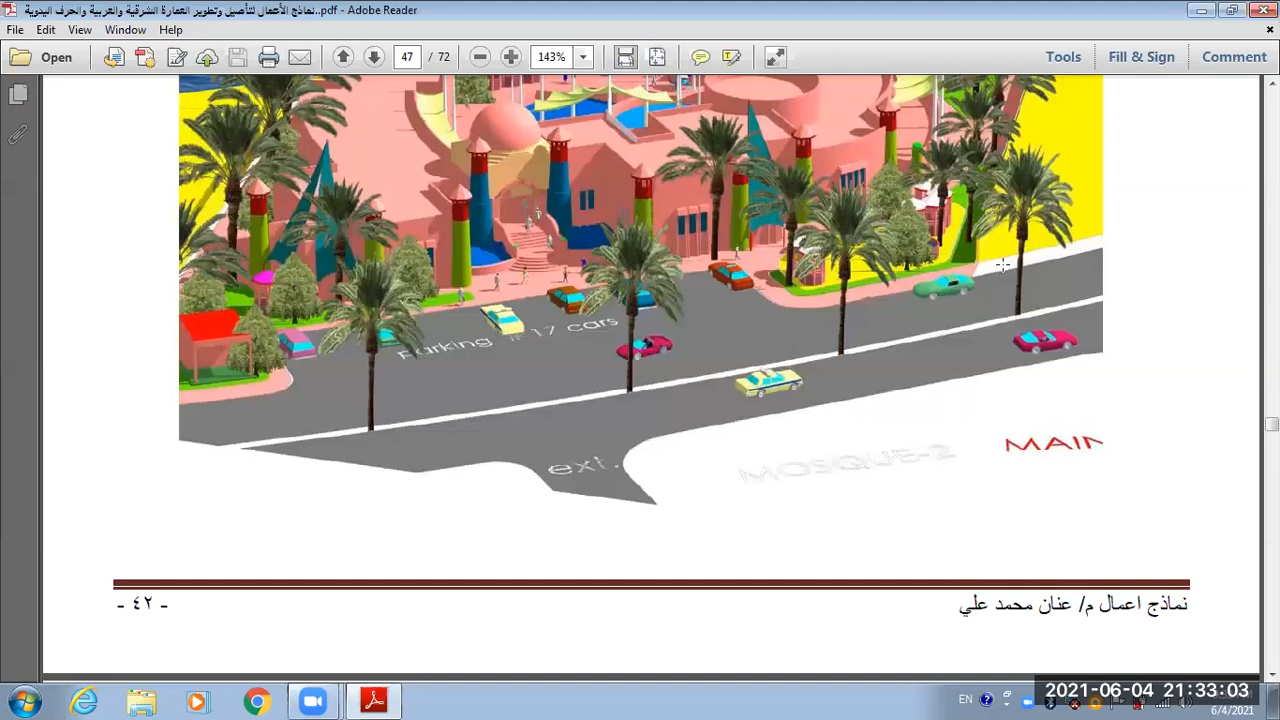 نماذج الأعمال لتأصيل وتطوير العمارة الشرقية والعربية والحرف اليدوية..pdf - Adobe Reader
File Edit View Window Help
Open 47 / 72 143% Tools Fill & Sign Comment
Parking = 17 cars
ext.
MOSQUE-2
MAIN
نماذج اعمال م/ عنان محمد علي
- ٤٢ -
EN
2021-06-04 21:33:03
6/4/2021